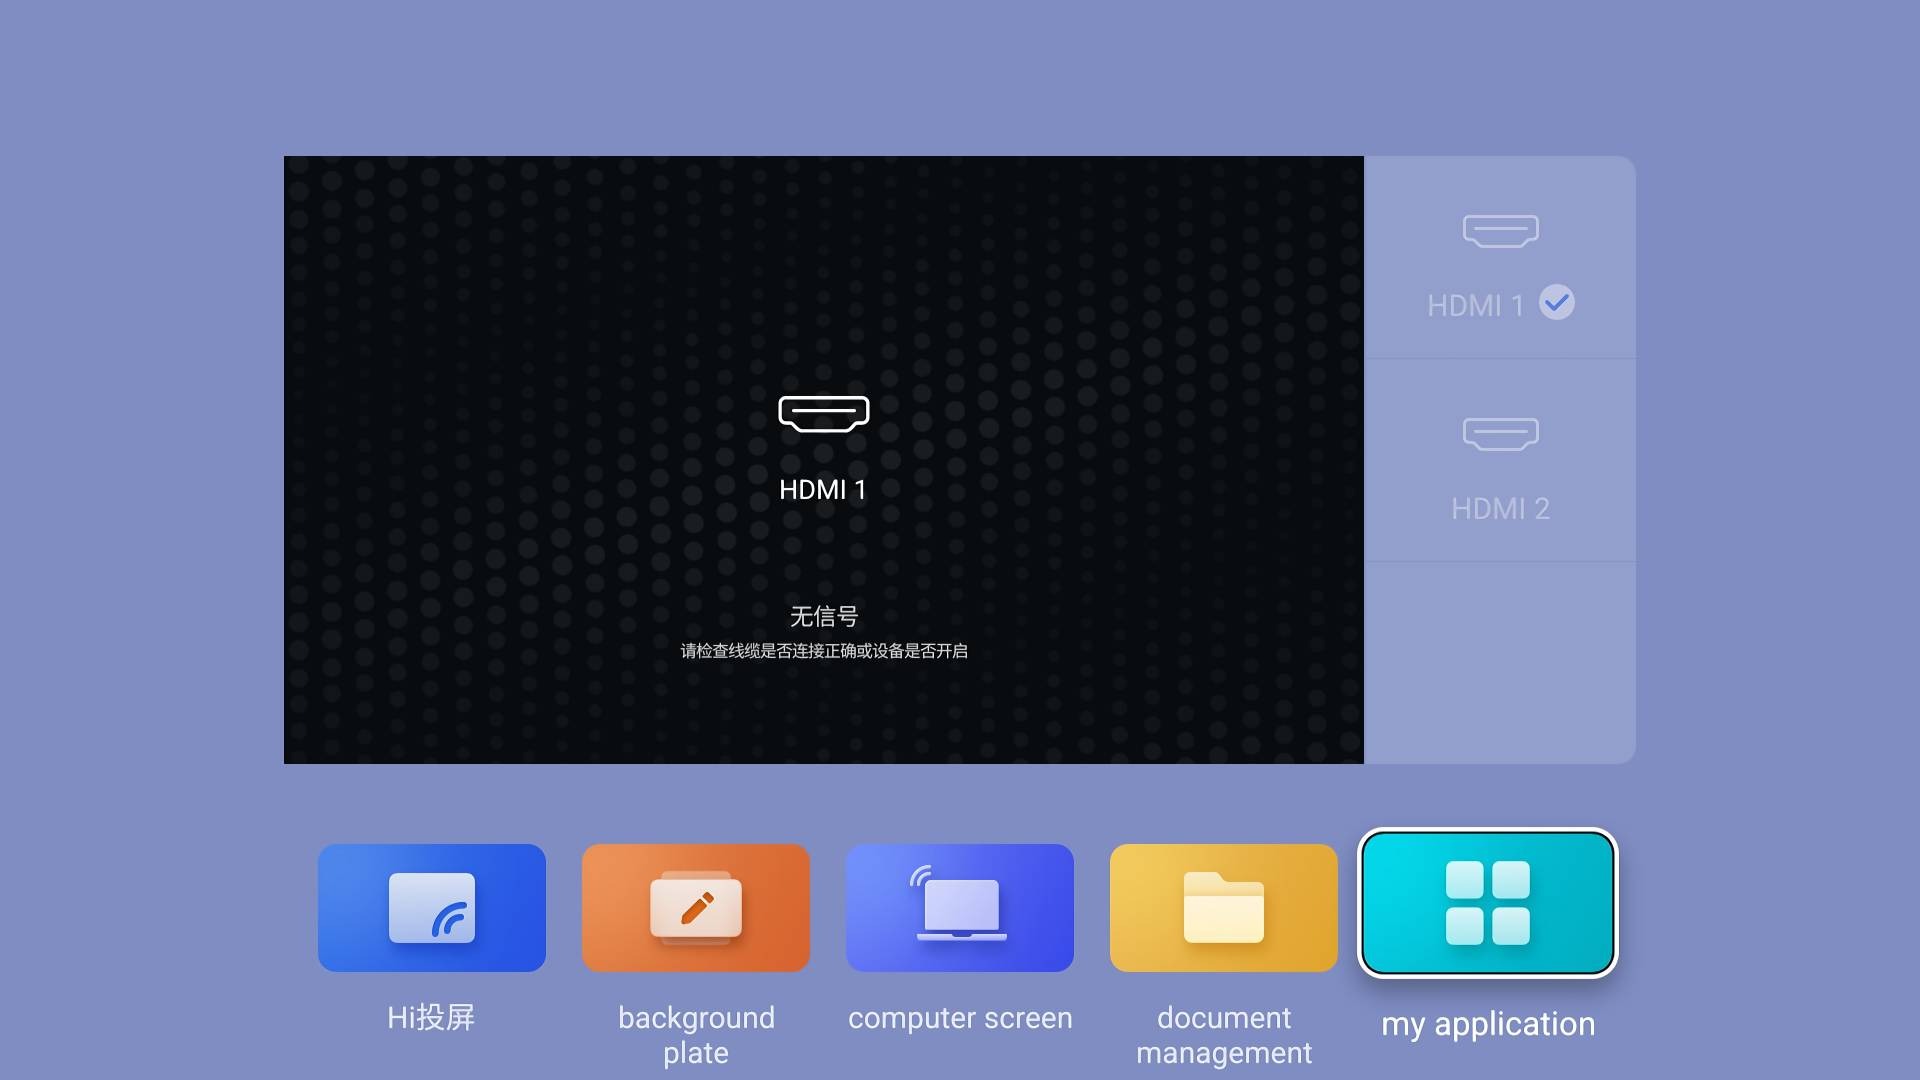 HDMI 1
无信号
请检查线缆是否连接正确或设备是否开启
HDMI 1
HDMI 2
Hi投屏
background
plate
computer screen
document
management
my application